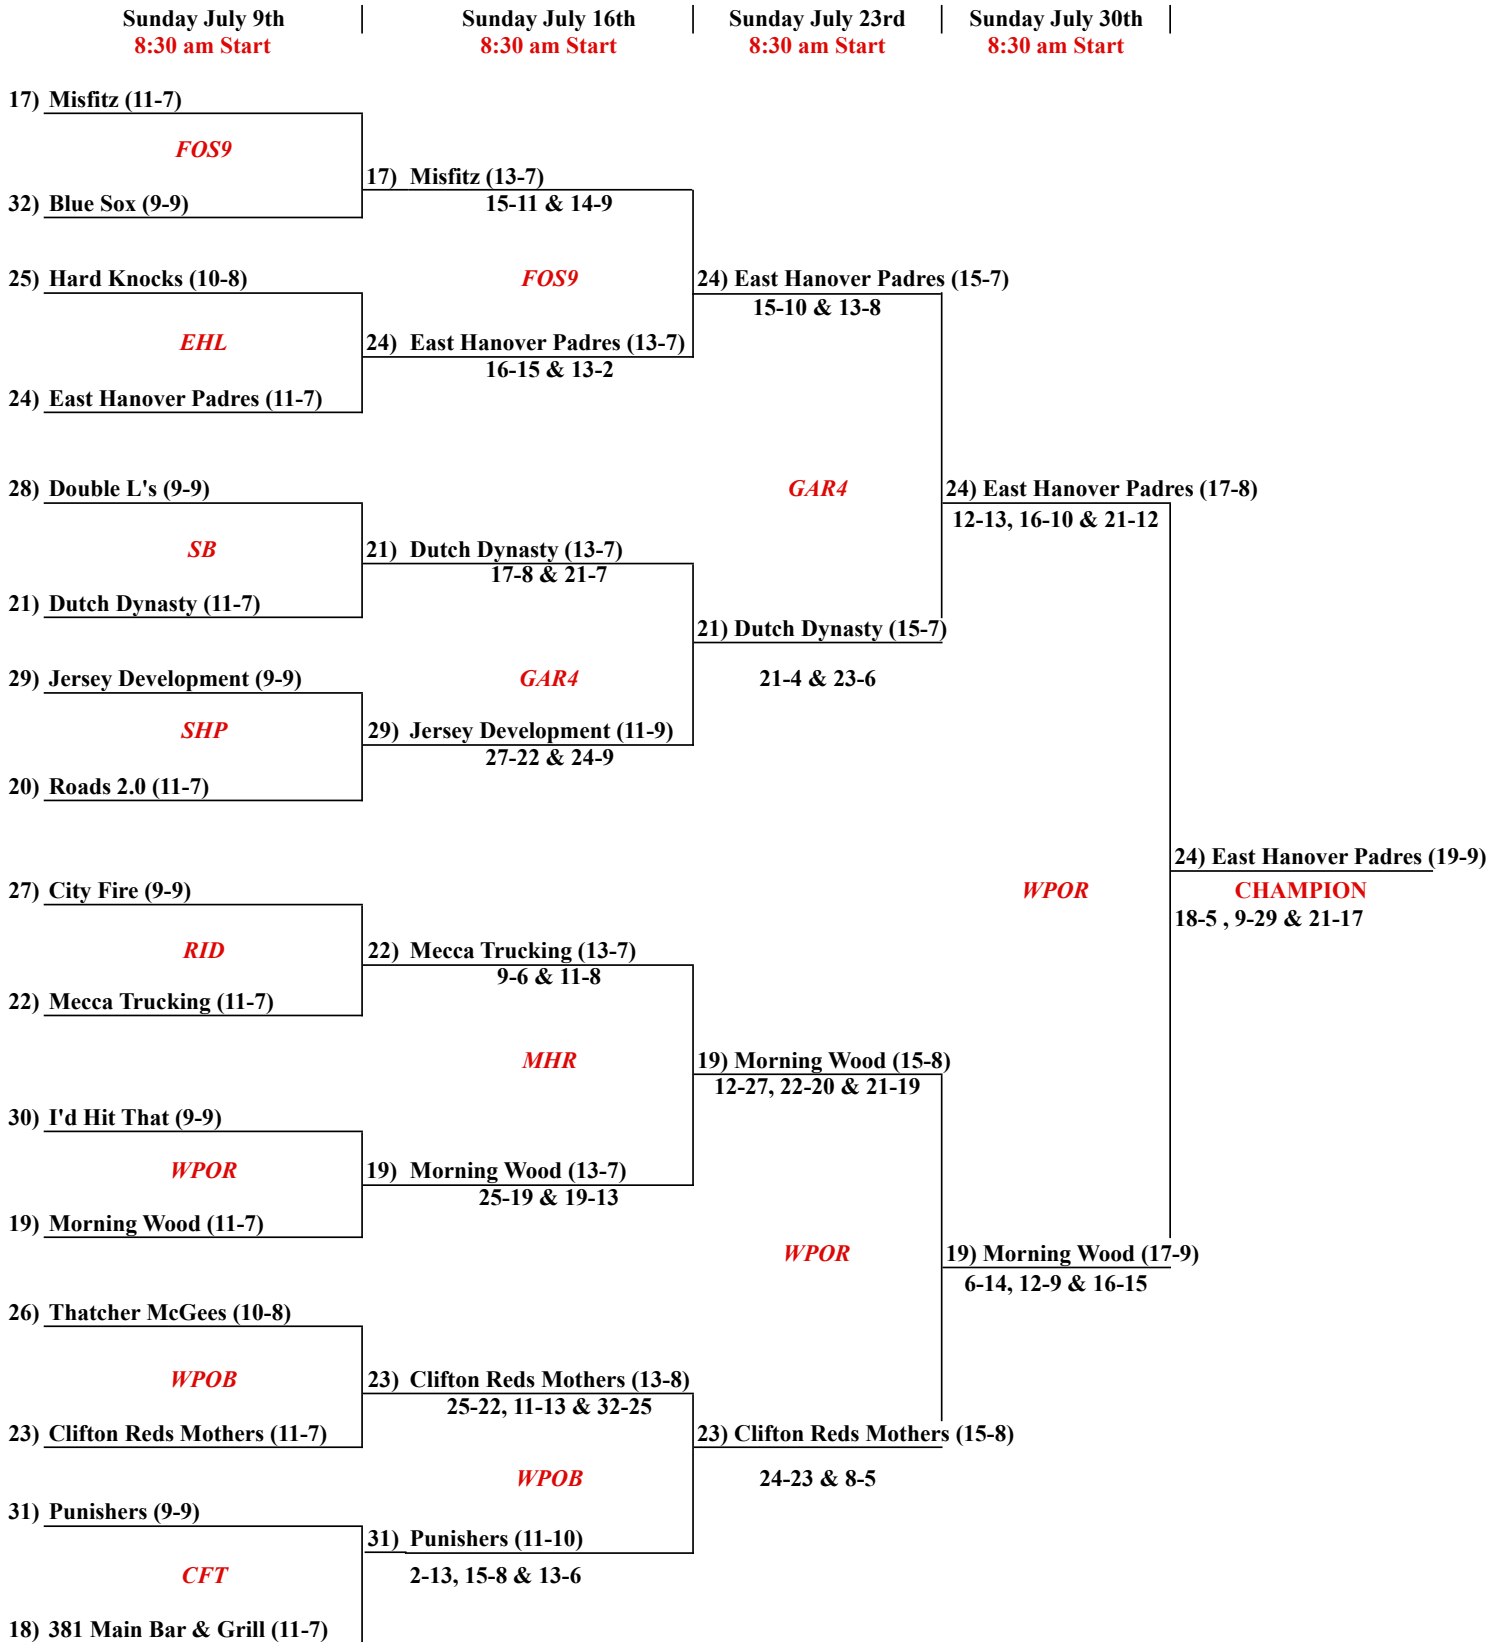 Sunday July 9th
8:30 am Start
Sunday July 16th
8:30 am Start
Sunday July 23rd
8:30 am Start
Sunday July 30th
8:30 am Start
17) Misfitz (11-7)
FOS9
32) Blue Sox (9-9)
17) Misfitz (13-7)
15-11 & 14-9
25) Hard Knocks (10-8)
EHL
24) East Hanover Padres (11-7)
FOS9
24) East Hanover Padres (13-7)
16-15 & 13-2
24) East Hanover Padres (15-7)
15-10 & 13-8
28) Double L's (9-9)
SB
21) Dutch Dynasty (11-7)
21) Dutch Dynasty (13-7)
17-8 & 21-7
GAR4
24) East Hanover Padres (17-8)
12-13, 16-10 & 21-12
21) Dutch Dynasty (15-7)
21-4 & 23-6
29) Jersey Development (9-9)
SHP
20) Roads 2.0 (11-7)
GAR4
29) Jersey Development (11-9)
27-22 & 24-9
24) East Hanover Padres (19-9)
CHAMPION
18-5 , 9-29 & 21-17
WPOR
27) City Fire (9-9)
RID
22) Mecca Trucking (11-7)
22) Mecca Trucking (13-7)
9-6 & 11-8
MHR
19) Morning Wood (15-8)
12-27, 22-20 & 21-19
30) I'd Hit That (9-9)
WPOR
19) Morning Wood (11-7)
19) Morning Wood (13-7)
25-19 & 19-13
WPOR
19) Morning Wood (17-9)
6-14, 12-9 & 16-15
26) Thatcher McGees (10-8)
WPOB
23) Clifton Reds Mothers (11-7)
23) Clifton Reds Mothers (13-8)
25-22, 11-13 & 32-25
23) Clifton Reds Mothers (15-8)
24-23 & 8-5
WPOB
31) Punishers (9-9)
CFT
18) 381 Main Bar & Grill (11-7)
31) Punishers (11-10)
2-13, 15-8 & 13-6